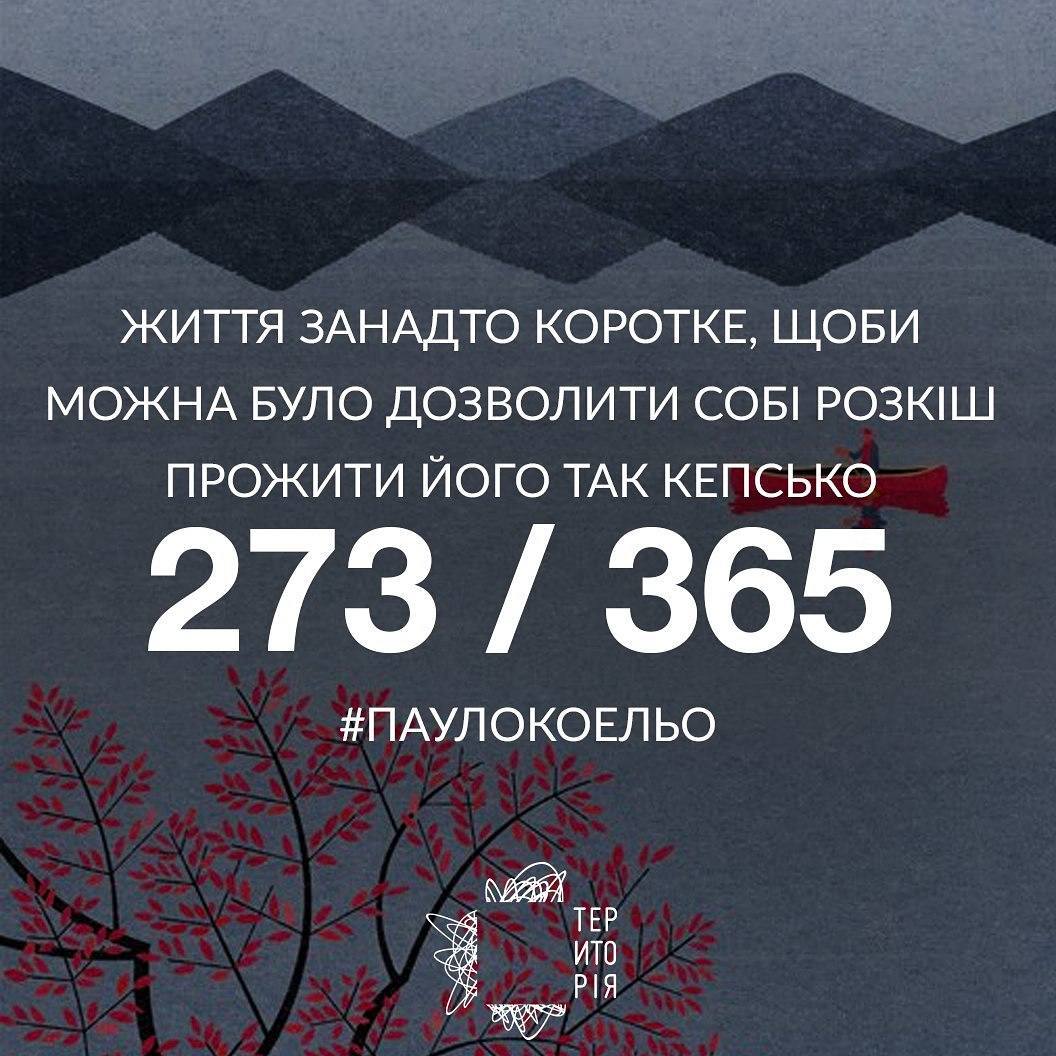 ЖИТТЯ ЗАНАДТО КОРОТКЕ, ЩОБИ
МОЖНА БУЛО ДОЗВОЛИТИ СОБІ РОЗКІШ
ПРОЖИТИ ЙОГО ТАК КЕПСЬКО
273 / 365
#ПАУЛОКОЕЛЬО
ТЕР
ИТО
РІЯ